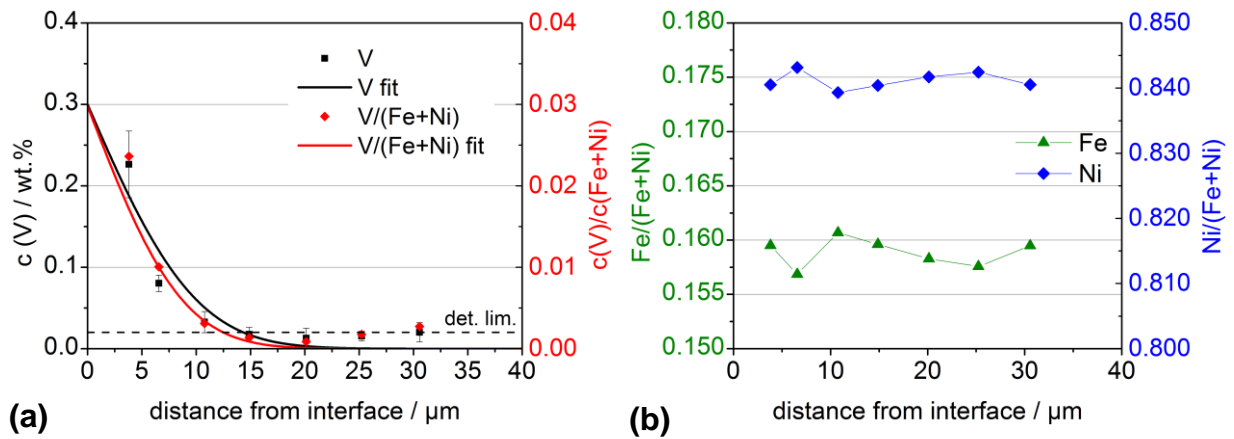 0.4
0.3
0.2
0.1
0.0
c (V) / wt.%
V
V fit
V/(Fe+Ni)
V/(Fe+Ni) fit
det. lim.
0.04
0.03
0.02
0.01
0.00
c(V)/c(Fe+Ni)
0 5 10 15 20 25 30 35 40
distance from interface / µm
(a)
0.180
0.175
0.170
0.165
0.160
0.155
0.150
Fe/(Fe+Ni)
Fe
Ni
0.850
0.840
0.830
0.820
0.810
0.800
Ni/(Fe+Ni)
0 10 20 30 40
distance from interface / µm
(b)